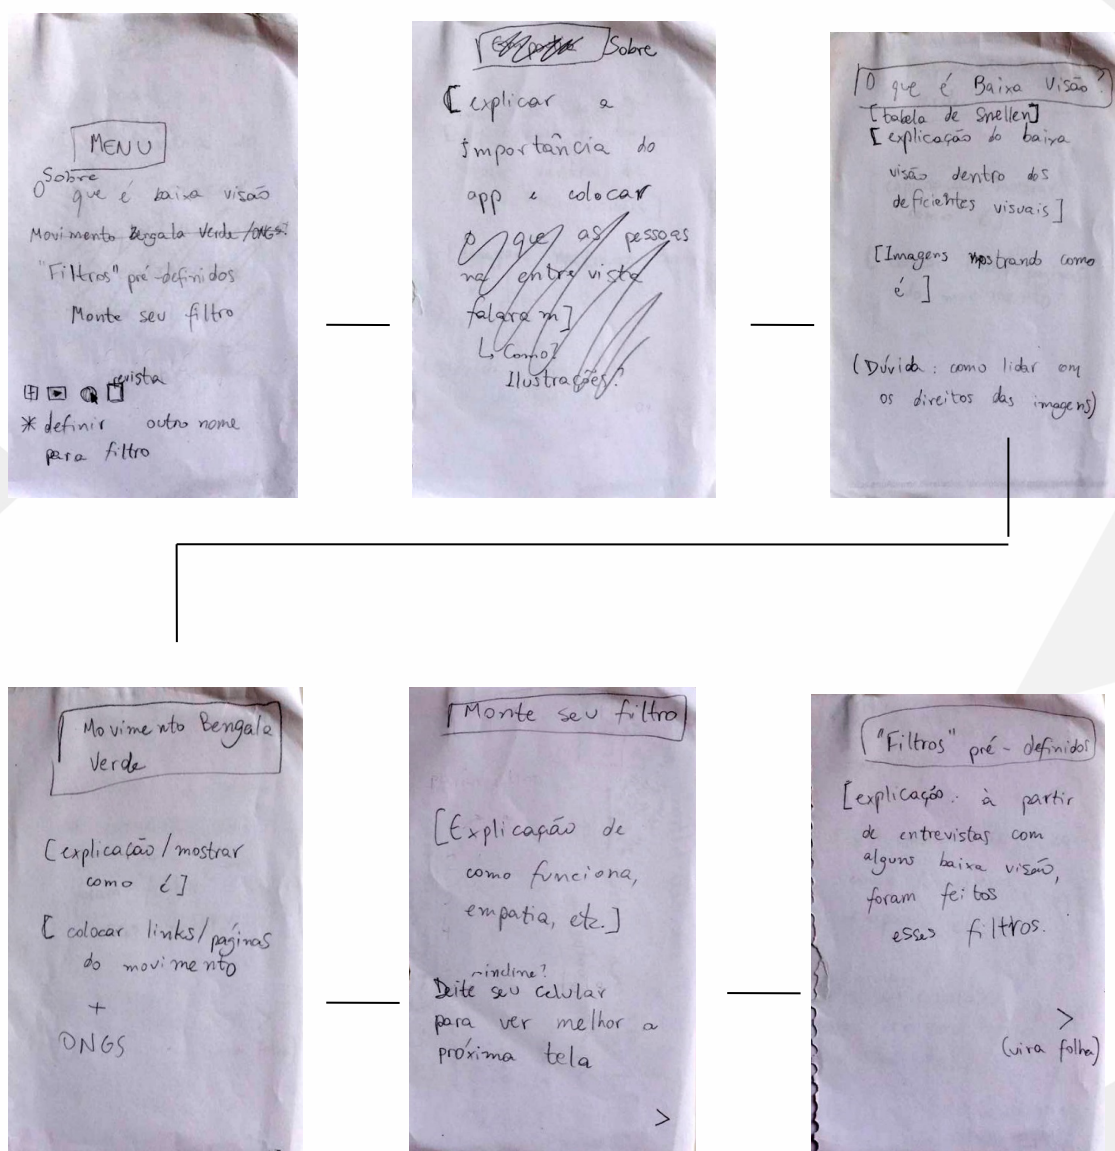 MENU
Sobre
O que é baixa visão
Movimento Bengala Verde /ONGs?
"Filtros" pré-definidos
Monte seu filtro
revista
* definir outro nome
para filtro
Sobre
[explicar a
importância do
app e colocar
o que as pessoas
na entrevista
falaram]
↳ Como?
Ilustrações?
O que é Baixa Visão?
[tabela de Snellen]
[explicação do baixa
visão dentro dos
deficientes visuais]
[Imagens mostrando como
é]
(Dúvida: como lidar om
os direitos das imagens)
Movimento Bengala
Verde
[explicação/mostrar
como é]
[colocar links/páginas
do movimento
+
ONGS
Monte seu filtro
[Explicação de
como funciona,
empatia, etc.]
incline?
Deite seu celular
para ver melhor a
próxima tela
>
"Filtros" pré-definidos
[explicação: à partir
de entrevistas com
alguns baixa visão,
foram feitos
esses filtros.
>
(vira folha)